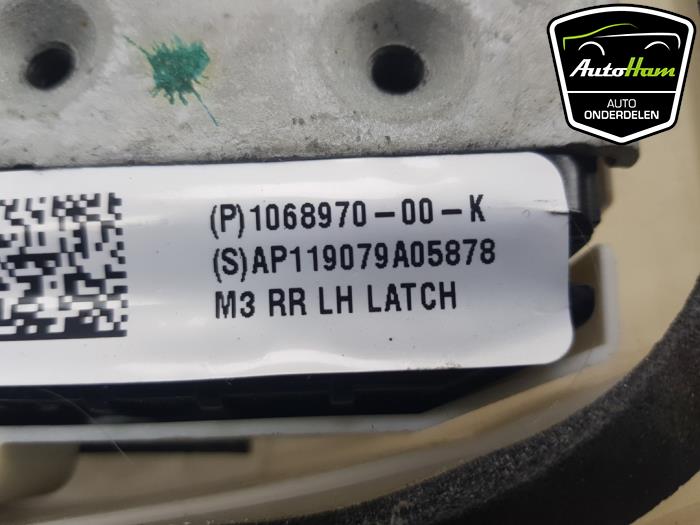 AutoHam
AUTO
ONDERDELEN
(P)1068970-00-K
(S)AP119079A05878
M3 RR LH LATCH